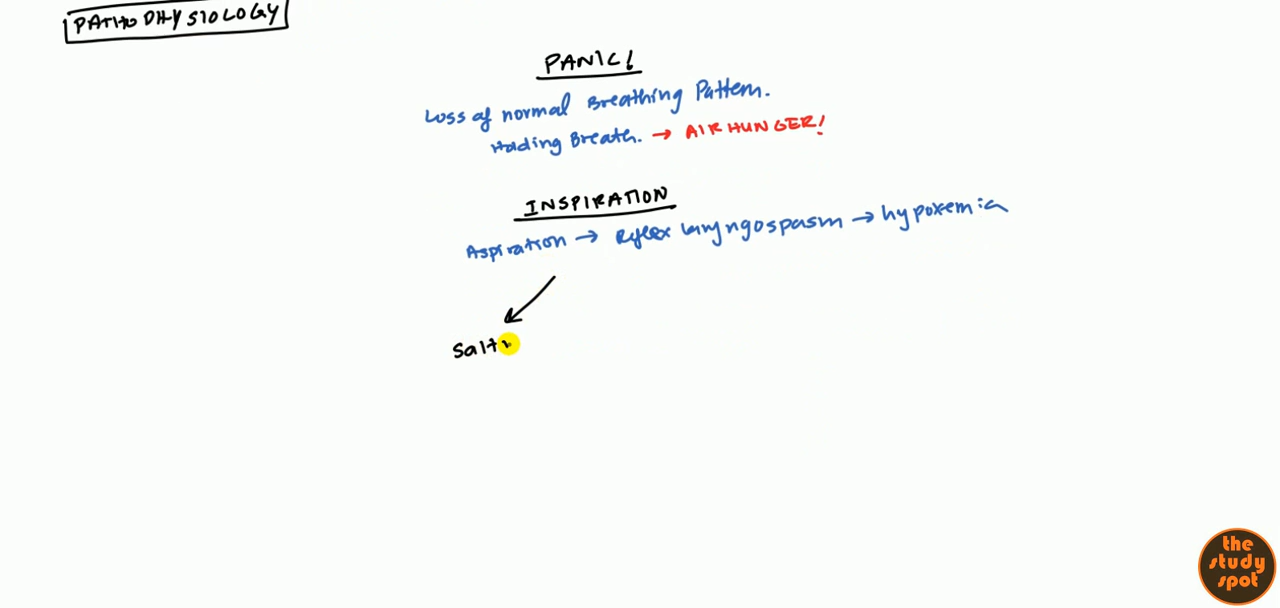 PATHOPHYSIOLOGY
PANIC!
Loss of normal Breathing Pattern.
Holding Breath. → AIR HUNGER!
INSPIRATION
Aspiration → Reflex laryngospasm → hypoxemia
Salt
the
study
spot